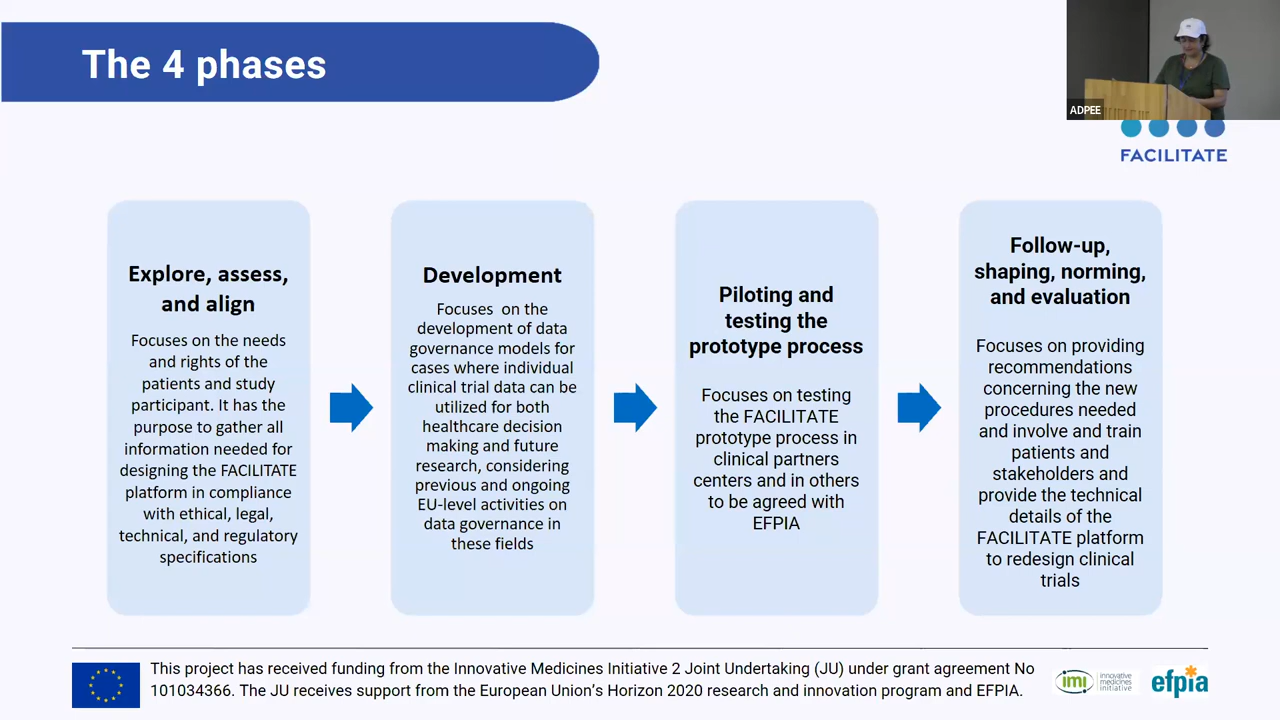 The 4 phases
ADPEE
FACILITATE
Explore, assess,
and align
Focuses on the needs
and rights of the
patients and study
participant. It has the
purpose to gather all
information needed for
designing the FACILITATE
platform in compliance
with ethical, legal,
technical, and regulatory
specifications
Development
Focuses on the
development of data
governance models for
cases where individual
clinical trial data can be
utilized for both
healthcare decision
making and future
research, considering
previous and ongoing
EU-level activities on
data governance in
these fields
Piloting and
testing the
prototype process
Focuses on testing
the FACILITATE
prototype process in
clinical partners
centers and in others
to be agreed with
EFPIA
Follow-up,
shaping, norming,
and evaluation
Focuses on providing
recommendations
concerning the new
procedures needed
and involve and train
patients and
stakeholders and
provide the technical
details of the
FACILITATE platform
to redesign clinical
trials
This project has received funding from the Innovative Medicines Initiative 2 Joint Undertaking (JU) under grant agreement No
101034366. The JU receives support from the European Union’s Horizon 2020 research and innovation program and EFPIA.
imi
innovative
medicines
initiative
efpia